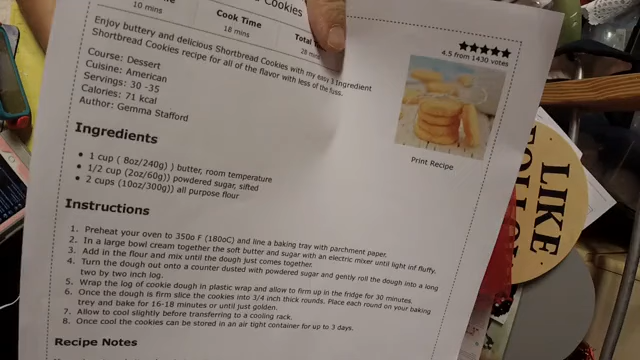 Cookies
10 mins
Cook Time
18 mins
Total
28 mins
4.5 from 1430 votes
Enjoy buttery and delicious Shortbread Cookies with my easy 3 Ingredient
Shortbread Cookies recipe for all of the flavor with less of the fuss.
Course: Dessert
Cuisine: American
Servings: 30 -35
Calories: 71 kcal
Author: Gemma Stafford
Print Recipe
Ingredients
• 1 cup ( 8oz/240g) ) butter, room temperature
• 1/2 cup (2oz/60g)) powdered sugar, sifted
• 2 cups (10oz/300g)) all purpose flour
Instructions
1. Preheat your oven to 350o F (180oC) and line a baking tray with parchment paper.
2. In a large bowl cream together the soft butter and sugar with an electric mixer until light inf fluffy.
3. Add in the flour and mix until the dough just comes together.
4. Turn the dough out onto a counter dusted with powdered sugar and gently roll the dough into a long
two by two inch log.
5. Wrap the log of cookie dough in plastic wrap and allow to firm up in the fridge for 30 minutes.
6. Once the dough is firm slice the cookies into 3/4 inch thick rounds. Place each round on your baking
trey and bake for 16-18 minutes or until just golden.
7. Allow to cool slightly before transferring to a cooling rack.
8. Once cool the cookies can be stored in an air tight container for up to 3 days.
Recipe Notes
LIKE
YOU